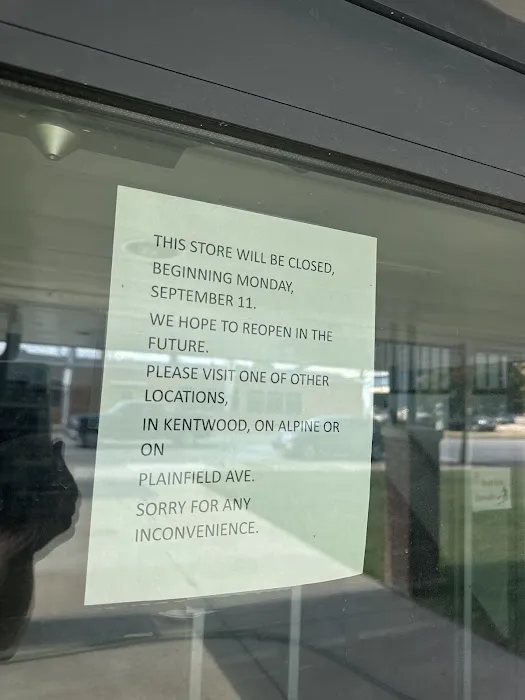 THIS STORE WILL BE CLOSED,
BEGINNING MONDAY,
SEPTEMBER 11.
WE HOPE TO REOPEN IN THE
FUTURE.
PLEASE VISIT ONE OF OTHER
LOCATIONS,
IN KENTWOOD, ON ALPINE OR
ON
PLAINFIELD AVE.
SORRY FOR ANY
INCONVENIENCE.